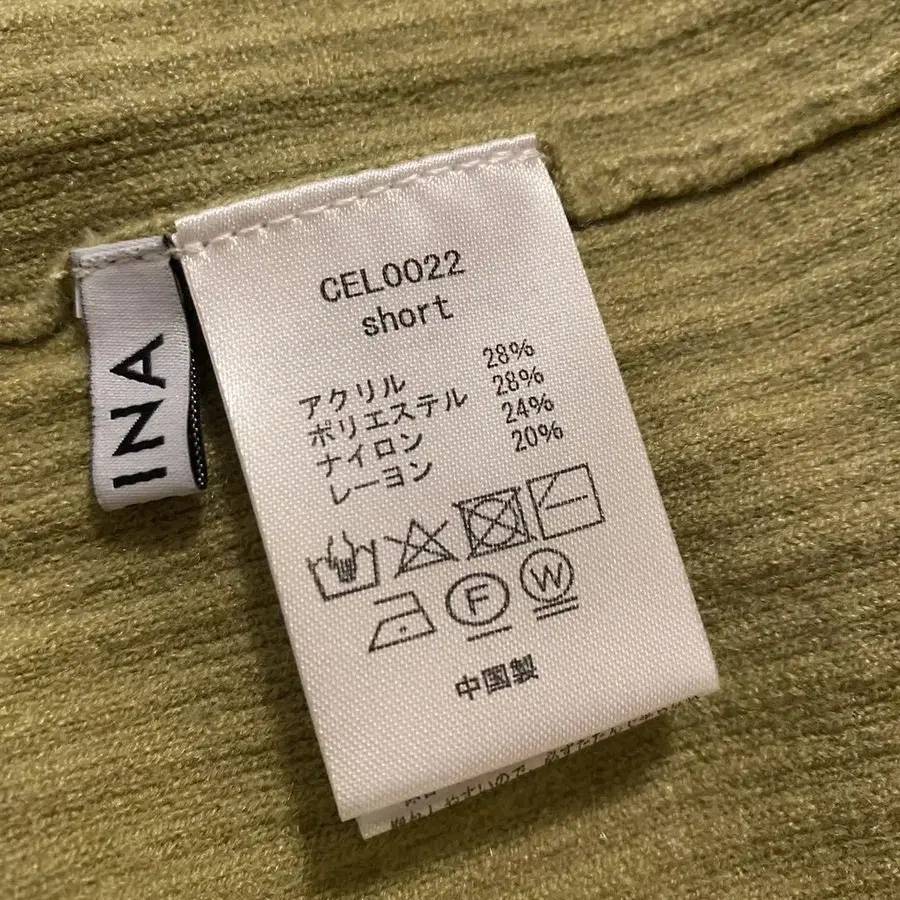 INA
CEL0022
short
アクリル 28%
ポリエステル 28%
ナイロン 24%
レーヨン 20%
F W
中国製